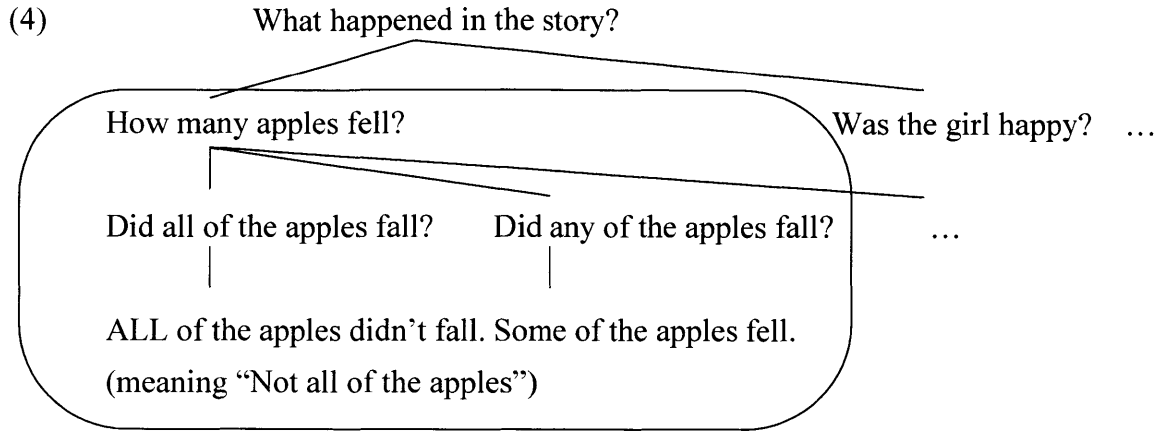 (4) What happened in the story?
How many apples fell? Was the girl happy? …
Did all of the apples fall? Did any of the apples fall? …
ALL of the apples didn’t fall. Some of the apples fell.
(meaning “Not all of the apples”)